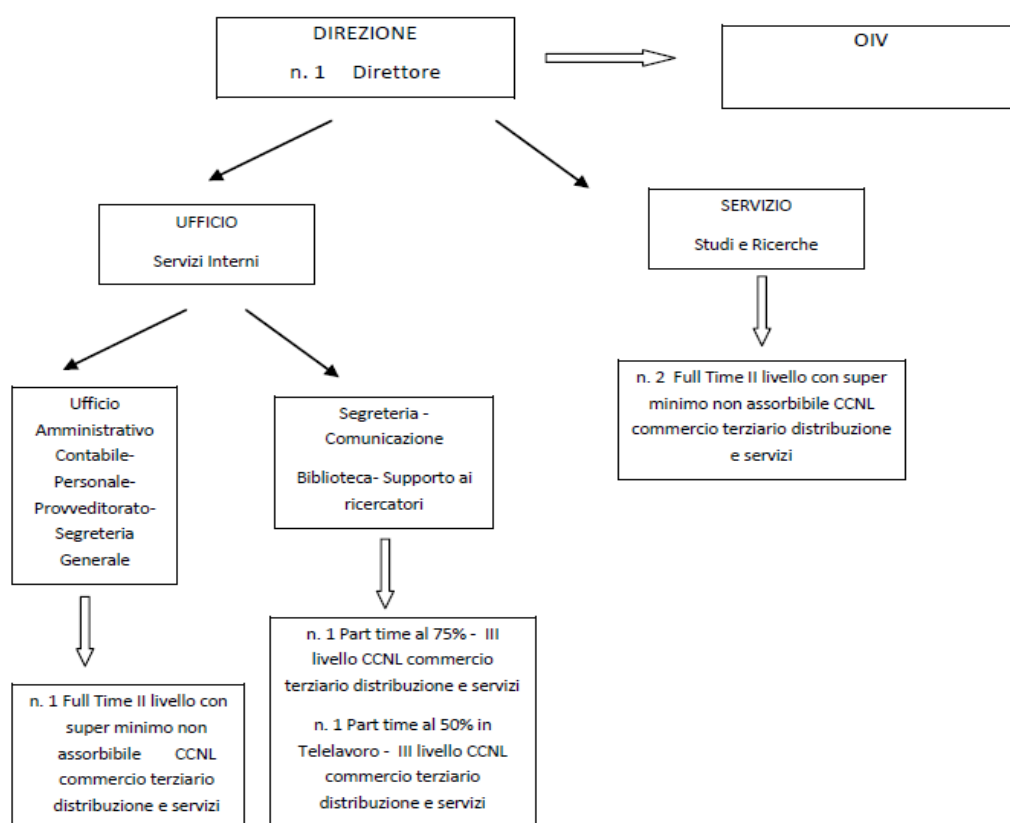 DIREZIONE
n. 1 Direttore
OIV
UFFICIO
Servizi Interni
SERVIZIO
Studi e Ricerche
Ufficio
Amministrativo
Contabile-
Personale-
Provveditorato-
Segreteria
Generale
Segreteria -
Comunicazione
Biblioteca- Supporto ai
ricercatori
n. 2 Full Time II livello con super
minimo non assorbibile CCNL
commercio terziario distribuzione
e servizi
n. 1 Full Time II livello con
super minimo non
assorbibile CCNL
commercio terziario
distribuzione e servizi
n. 1 Part time al 75% - III
livello CCNL commercio
terziario distribuzione e servizi
n. 1 Part time al 50% in
Telelavoro - III livello CCNL
commercio terziario
distribuzione e servizi